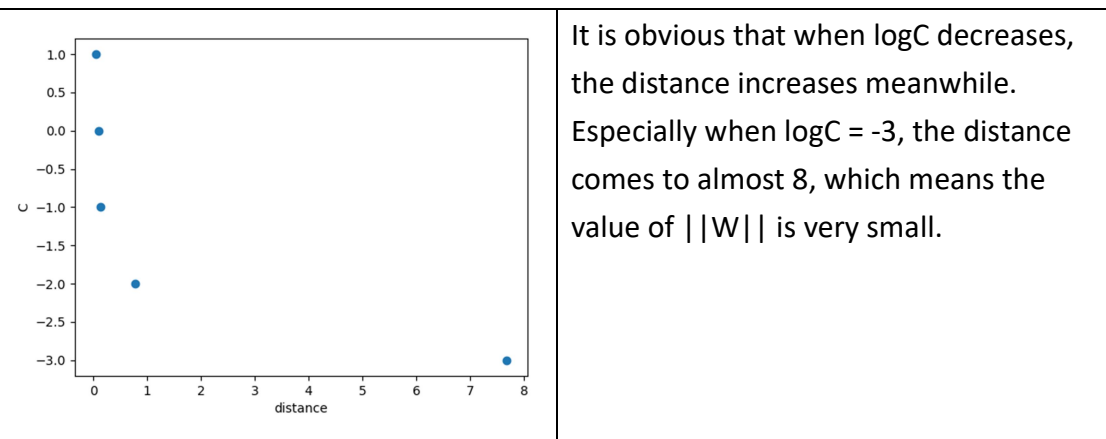 1.0
0.5
0.0
−0.5
−1.0
−1.5
−2.0
−2.5
−3.0
C
0 1 2 3 4 5 6 7 8
distance
It is obvious that when logC decreases,
the distance increases meanwhile.
Especially when logC = -3, the distance
comes to almost 8, which means the
value of ||W|| is very small.